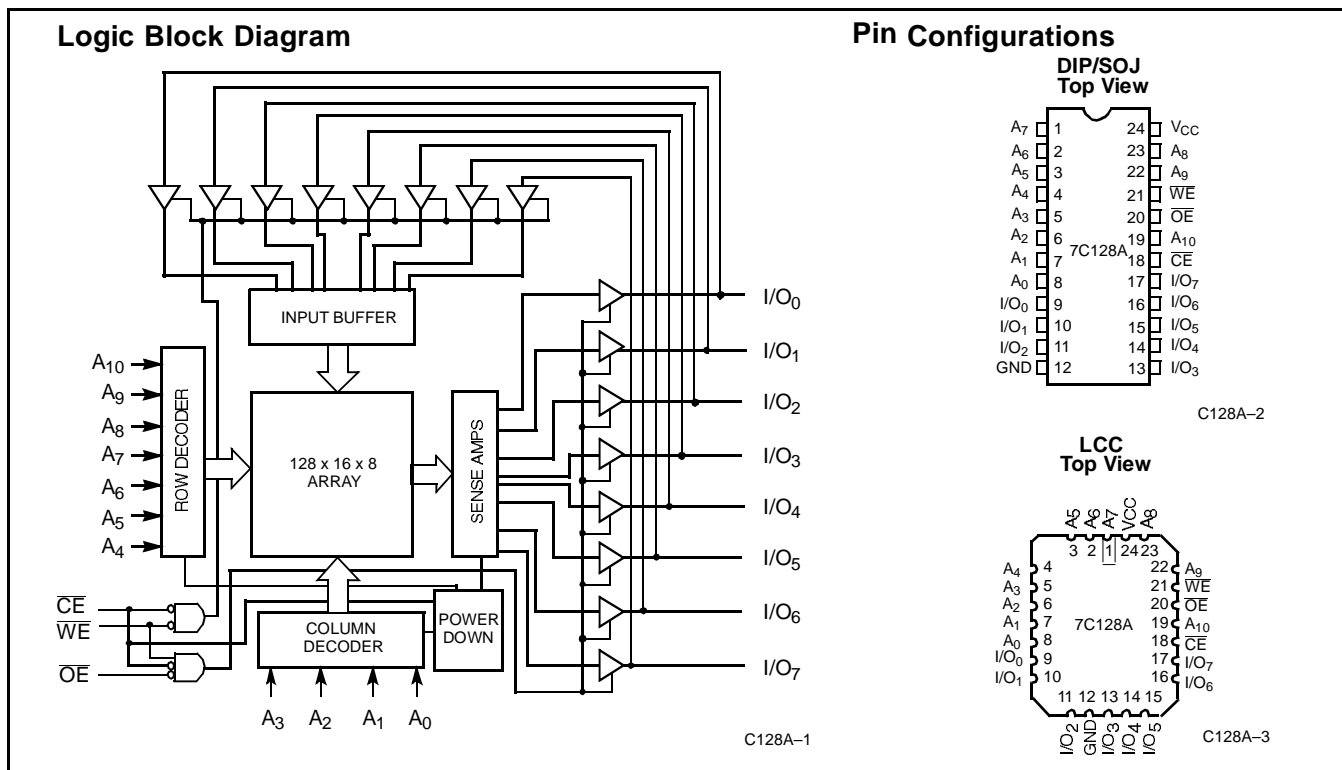 Logic Block Diagram
INPUT BUFFER
A10
A9
A8
A7
A6
A5
A4
ROW DECODER
128 x 16 x 8
ARRAY
SENSE AMPS
I/O0
I/O1
I/O2
I/O3
I/O4
I/O5
I/O6
I/O7
CE
WE
OE
COLUMN
DECODER
POWER
DOWN
A3 A2 A1 A0
C128A–1
Pin Configurations
DIP/SOJ
Top View
A7 1 24 VCC
A6 2 23 A8
A5 3 22 A9
A4 4 21 WE
A3 5 20 OE
A2 6 19 A10
7C128A
A1 7 18 CE
A0 8 17 I/O7
I/O0 9 16 I/O6
I/O1 10 15 I/O5
I/O2 11 14 I/O4
GND 12 13 I/O3
C128A–2
LCC
Top View
A5 A6 A7 VCC A8
3 2 1 24 23
A4 4 22 A9
A3 5 21 WE
A2 6 20 OE
A1 7 7C128A 19 A10
A0 8 18 CE
I/O0 9 17 I/O7
I/O1 10 16 I/O6
11 12 13 14 15
I/O2 GND I/O3 I/O4 I/O5
C128A–3